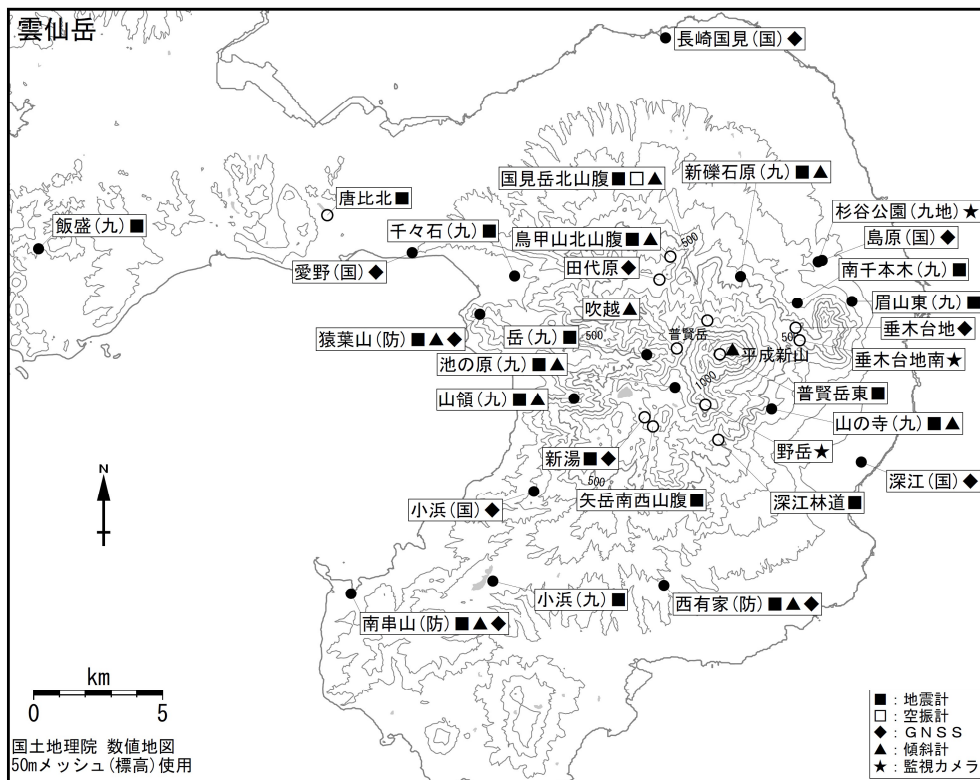 雲仙岳
長崎国見(国)◆
国見岳北山腹■□▲
新礫石原(九)■▲
唐比北■
杉谷公園(九地)★
飯盛(九)■
千々石(九)■
鳥甲山北山腹■▲
500
島原(国)◆
愛野(国)◆
田代原◆
南千本木(九)■
吹越▲
眉山東(九)■
猿葉山(防)■▲◆
岳(九)■
500
普賢岳
500
垂木台地◆
池の原(九)■▲
平成新山
垂木台地南★
山領(九)■▲
1000
普賢岳東■
山の寺(九)■▲
新湯■◆
野岳★
N
500
小浜(国)◆
矢岳南西山腹■
深江林道■
深江(国)◆
小浜(九)■
西有家(防)■▲◆
南串山(防)■▲◆
km
0 5
■：地震計
□：空振計
◆：GNSS
▲：傾斜計
★：監視カメラ
国土地理院 数値地図
50mメッシュ(標高)使用